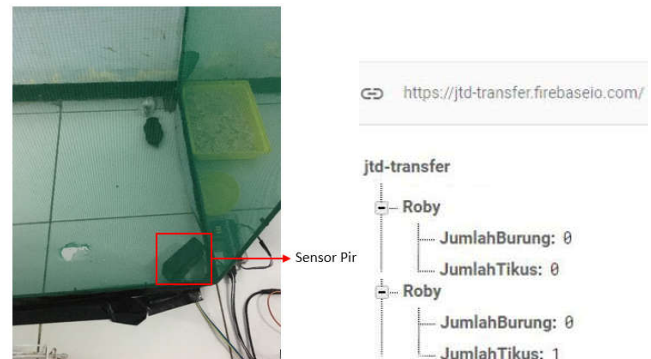 https://jtd-transfer.firebaseio.com/
jtd-transfer
Roby
JumlahBurung: 0
JumlahTikus: 0
Sensor Pir
Roby
JumlahBurung: 0
JumlahTikus: 1